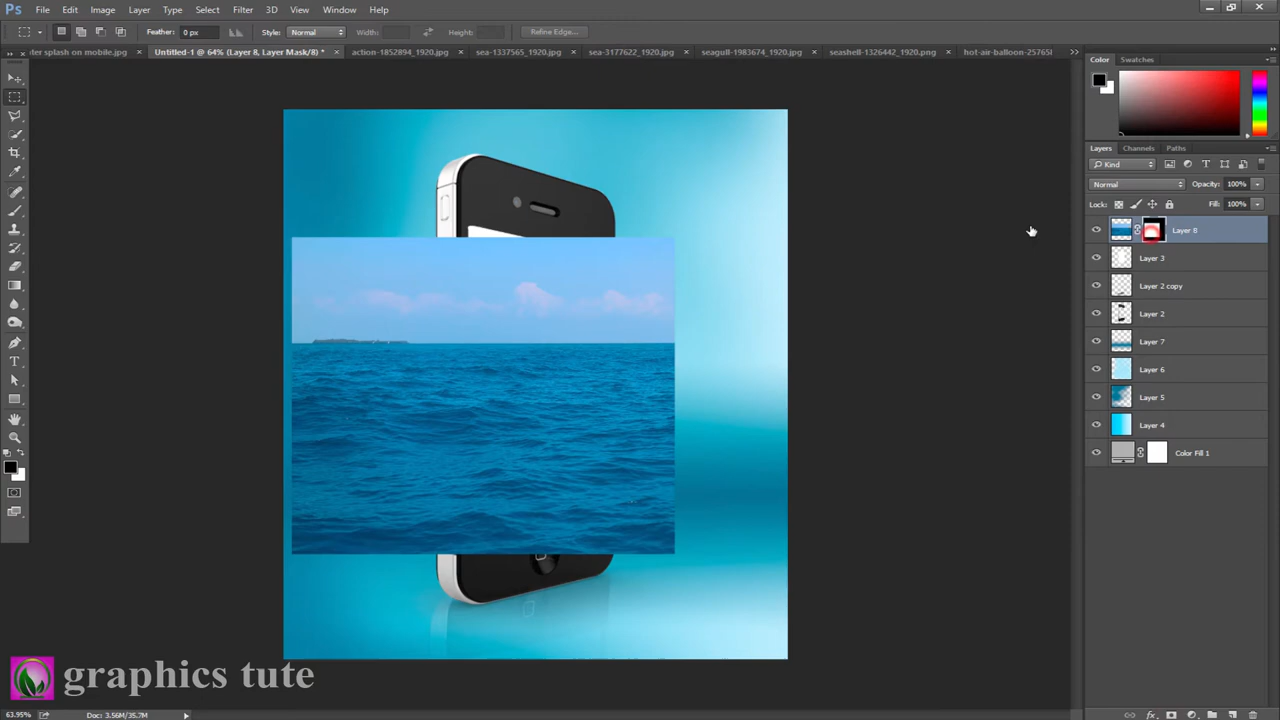 Ps File Edit Image Layer Type Select Filter 3D View Window Help
Feather: 0 px Style: Normal Width: Height: Refine Edge...
ter splash on mobile.jpg × Untitled-1 @ 64% (Layer 8, Layer Mask/8) * × action-1852894_1920.jpg × sea-1337565_1920.jpg × sea-3177622_1920.jpg × seagull-1983674_1920.jpg × seashell-1326442_1920.png × hot-air-balloon-25765
Color Swatches
Layers Channels Paths
Kind
Normal Opacity: 100%
Lock: Fill: 100%
Layer 8
Layer 3
Layer 2 copy
Layer 2
Layer 7
Layer 6
Layer 5
Layer 4
Color Fill 1
graphics tute
63.95% Doc: 3.56M/35.7M